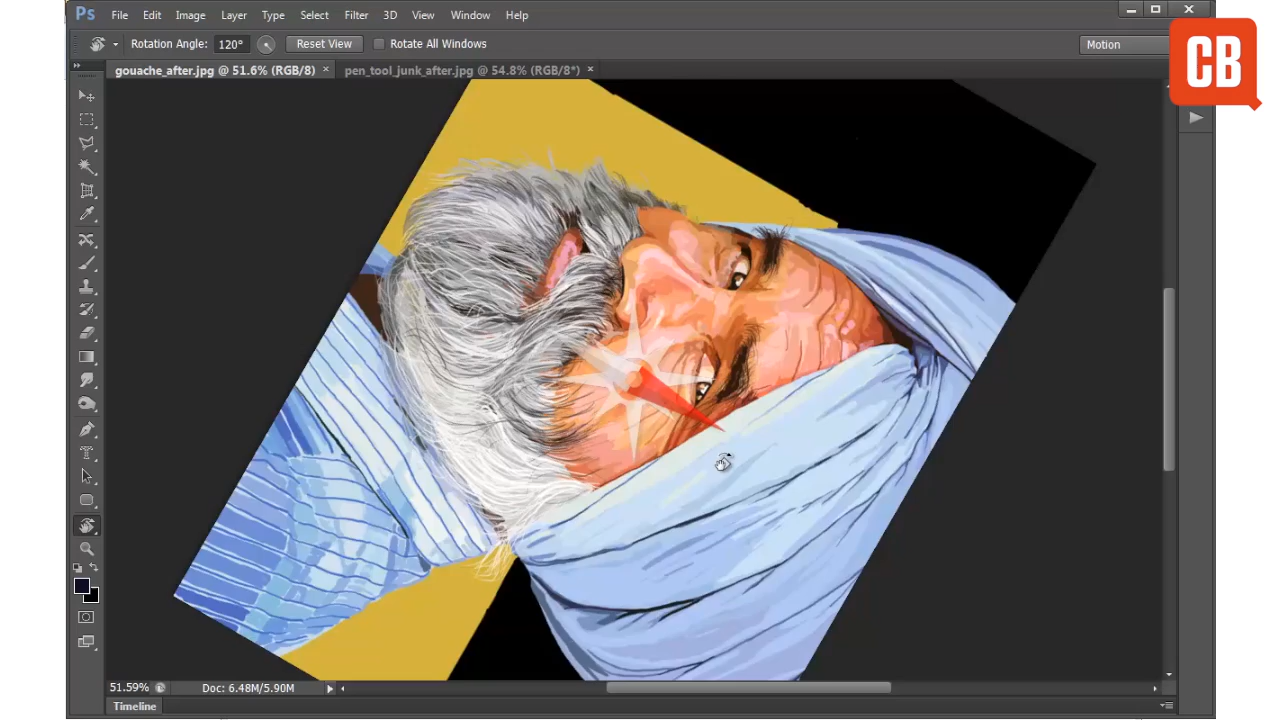 Ps File Edit Image Layer Type Select Filter 3D View Window Help
Rotation Angle: 120° Reset View Rotate All Windows Motion
CB
gouache_after.jpg @ 51.6% (RGB/8) × pen_tool_junk_after.jpg @ 54.8% (RGB/8*) ×
51.59% Doc: 6.48M/5.90M
Timeline